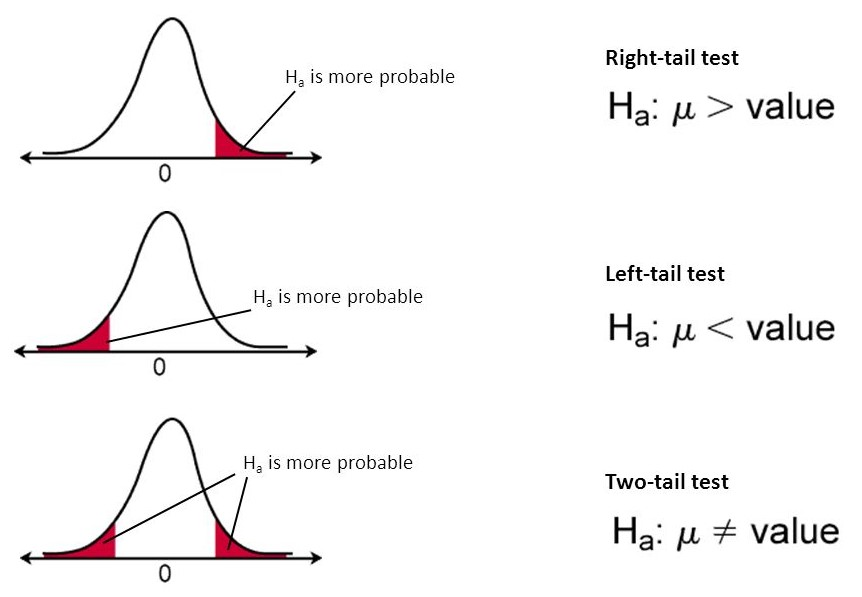 Right-tail test
Hₐ is more probable
Hₐ: μ > value
0
Left-tail test
Hₐ is more probable
Hₐ: μ < value
0
Hₐ is more probable
Two-tail test
Hₐ: μ ≠ value
0